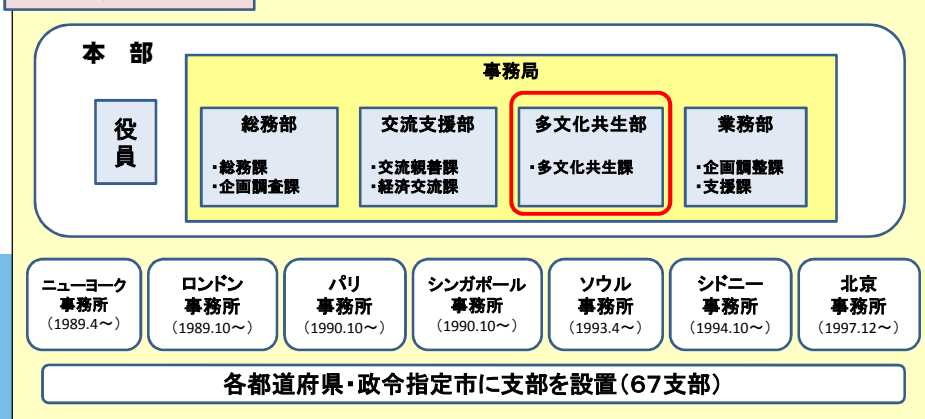 本　部
事務局
役
員
総務部
・総務課
・企画調査課
交流支援部
・交流親善課
・経済交流課
多文化共生部
・多文化共生課
業務部
・企画調整課
・支援課
ニューヨーク
事務所
（1989.4～）
ロンドン
事務所
（1989.10～）
パリ
事務所
（1990.10～）
シンガポール
事務所
（1990.10～）
ソウル
事務所
（1993.4～）
シドニー
事務所
（1994.10～）
北京
事務所
（1997.12～）
各都道府県・政令指定市に支部を設置（６７支部）